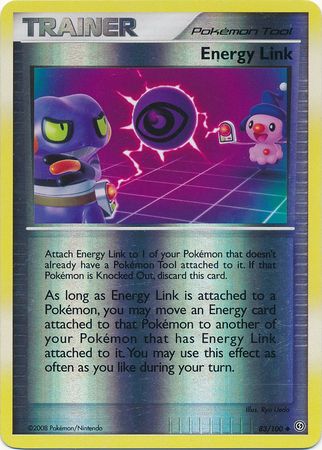 TRAINER
Pokémon Tool
Energy Link
Attach Energy Link to 1 of your Pokémon that doesn't
already have a Pokémon Tool attached to it. If that
Pokémon is Knocked Out, discard this card.
As long as Energy Link is attached to a
Pokémon, you may move an Energy card
attached to that Pokémon to another of
your Pokémon that has Energy Link
attached to it. You may use this effect as
often as you like during your turn.
Illus. Ryo Ueda
©2008 Pokémon/Nintendo
83/100